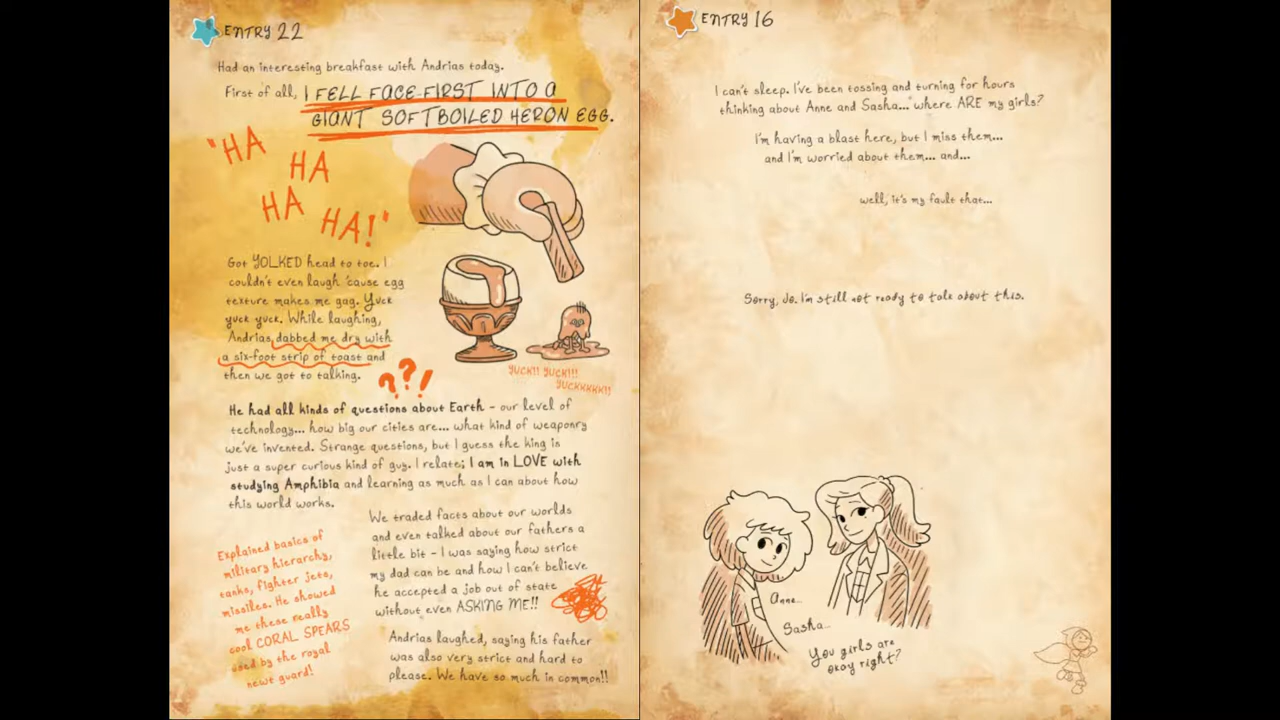 ENTRY 22
Had an interesting breakfast with Andrias today.
First of all, I FELL FACE-FIRST INTO A
GIANT SOFTBOILED HERON EGG.
"HA
HA
HA
HA!"
Got YOLKED head to toe. I
couldn't even laugh 'cause egg
texture makes me gag. Yuck
yuck yuck. While laughing,
Andrias dabbed me dry with
a six-foot strip of toast and
then we got to talking.
??!
YUCK!! YUCK!!!
YUCKKKKK!!
He had all kinds of questions about Earth - our level of
technology... how big our cities are... what kind of weaponry
we've invented. Strange questions, but I guess the king is
just a super curious kind of guy. I relate; I am in LOVE with
studying Amphibia and learning as much as I can about how
this world works.
Explained basics of
military hierarchy,
tanks, fighter jets,
missiles. He showed
me these really
cool CORAL SPEARS
used by the royal
newt guard!
We traded facts about our worlds
and even talked about our fathers a
little bit - I was saying how strict
my dad can be and how I can't believe
he accepted a job out of state
without even ASKING ME!!
Andrias laughed, saying his father
was also very strict and hard to
please. We have so much in common!!
ENTRY 16
I can't sleep. I've been tossing and turning for hours
thinking about Anne and Sasha... where ARE my girls?
I'm having a blast here, but I miss them...
and I'm worried about them... and...
well, it's my fault that...
Sorry, Jo. I'm still not ready to talk about this.
Anne...
Sasha...
You girls are
okay right?